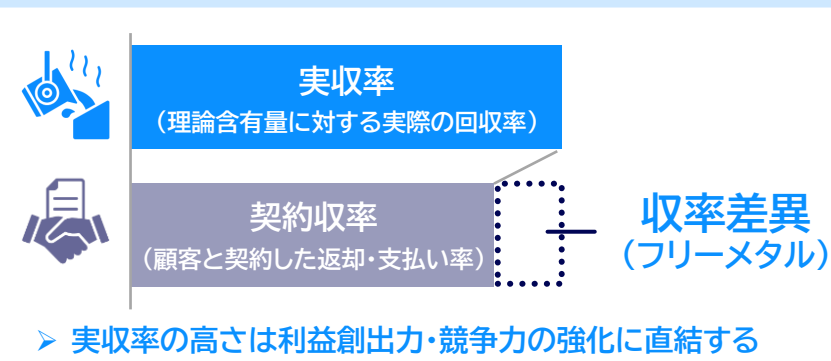 実収率
（理論含有量に対する実際の回収率）
契約収率
（顧客と契約した返却・支払い率）
収率差異
（フリーメタル）
➢ 実収率の高さは利益創出力・競争力の強化に直結する